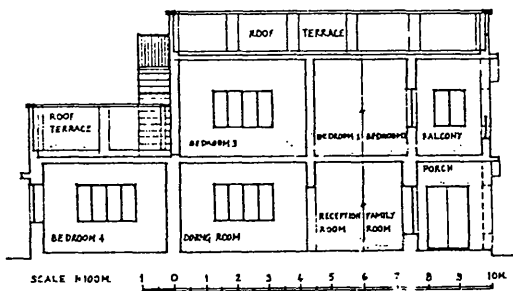 ROOF TERRACE
ROOF
TERRACE
BEDROOM 3
BEDROOM 1 BEDROOM
BALCONY
PORCH
BEDROOM 4
DINING ROOM
RECEPTION ROOM
FAMILY ROOM
SCALE 1:100M. 1 0 1 2 3 4 5 6 7 8 9 10M.